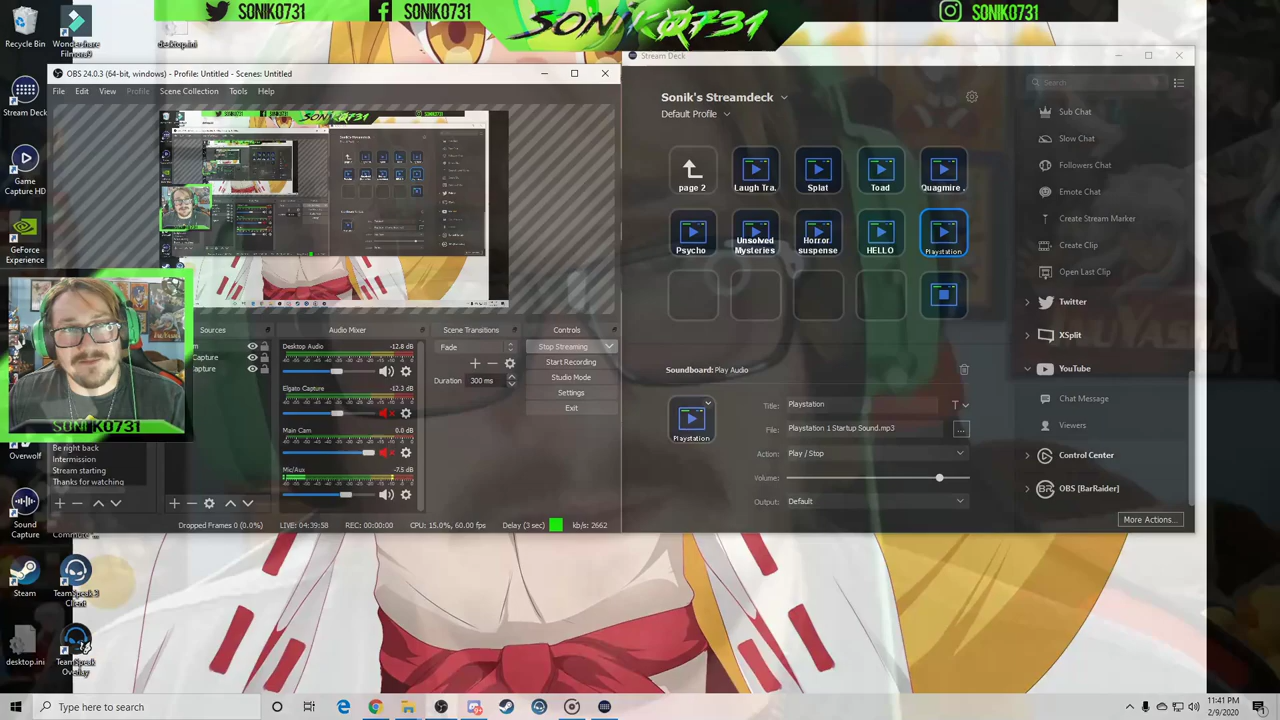 SONIK0731
SONIK0731
SONIK0731
SONIK0731
Recycle Bin
Wondershare
Filmora9
desktop.ini
Stream Deck
Game
Capture HD
GeForce
Experience
Overwolf
Sound
Capture
Steam
TeamSpeak 3
Client
desktop.ini
TeamSpeak
Overlay
OBS 24.0.3 (64-bit, windows) - Profile: Untitled - Scenes: Untitled
File Edit View Profile Scene Collection Tools Help
SONIK0731
Sources
Capture
Capture
Be right back
Intermission
Stream starting
Thanks for watching
Audio Mixer
Desktop Audio -12.8 dB
Elgato Capture -12.3 dB
Main Cam 0.0 dB
Mic/Aux -7.5 dB
Scene Transitions
Fade
Duration 300 ms
Controls
Stop Streaming
Start Recording
Studio Mode
Settings
Exit
Dropped Frames 0 (0.0%) LIVE: 04:39:58 REC: 00:00:00 CPU: 15.0%, 60.00 fps Delay (3 sec) kb/s: 2662
Stream Deck
Sonik's Streamdeck
Default Profile
page 2 Laugh Tra. Splat Toad Quagmire .
Psycho Unsolved Mysteries Horror suspense HELLO Playstation
Soundboard: Play Audio
Playstation
Title: Playstation
File: Playstation 1 Startup Sound.mp3 ...
Action: Play / Stop
Volume:
Output: Default
Search
Sub Chat
Slow Chat
Followers Chat
Emote Chat
Create Stream Marker
Create Clip
Open Last Clip
Twitter
XSplit
YouTube
Chat Message
Viewers
Control Center
OBS [BarRaider]
More Actions...
Type here to search
11:41 PM
2/9/2020